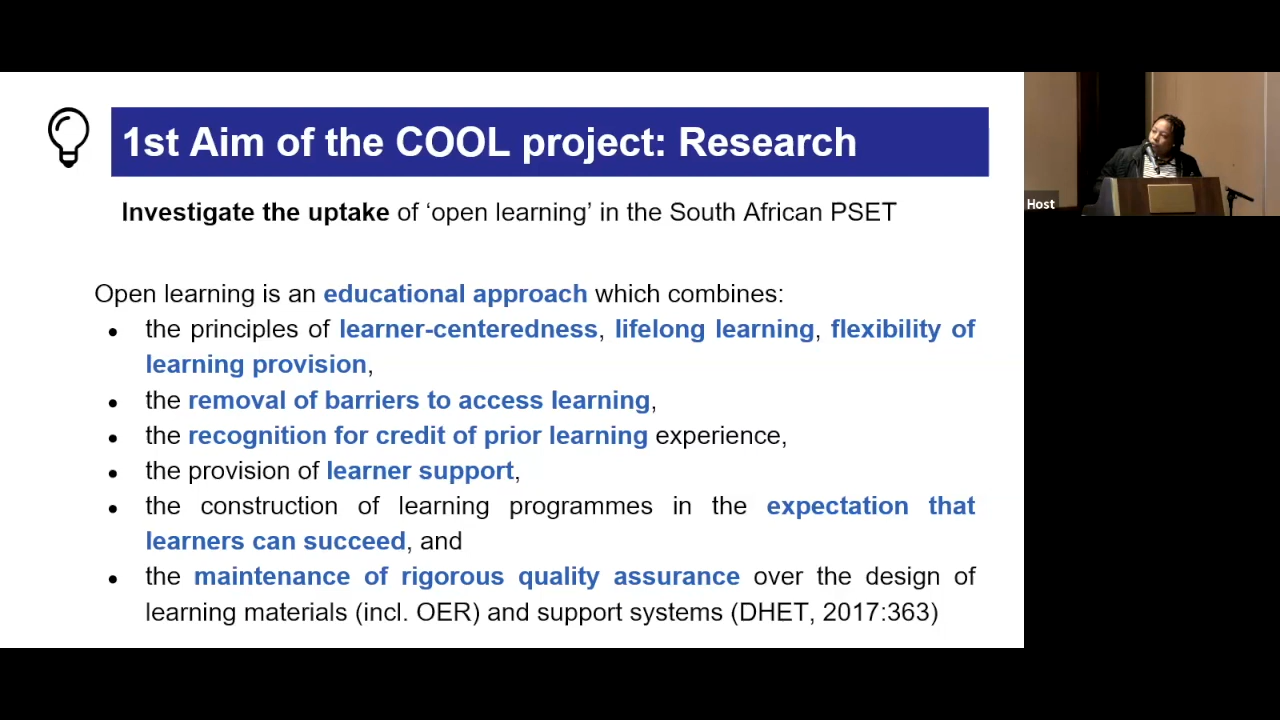 1st Aim of the COOL project: Research
Investigate the uptake of ‘open learning’ in the South African PSET
Open learning is an educational approach which combines:
● the principles of learner-centeredness, lifelong learning, flexibility of
learning provision,
● the removal of barriers to access learning,
● the recognition for credit of prior learning experience,
● the provision of learner support,
● the construction of learning programmes in the expectation that
learners can succeed, and
● the maintenance of rigorous quality assurance over the design of
learning materials (incl. OER) and support systems (DHET, 2017:363)
Host